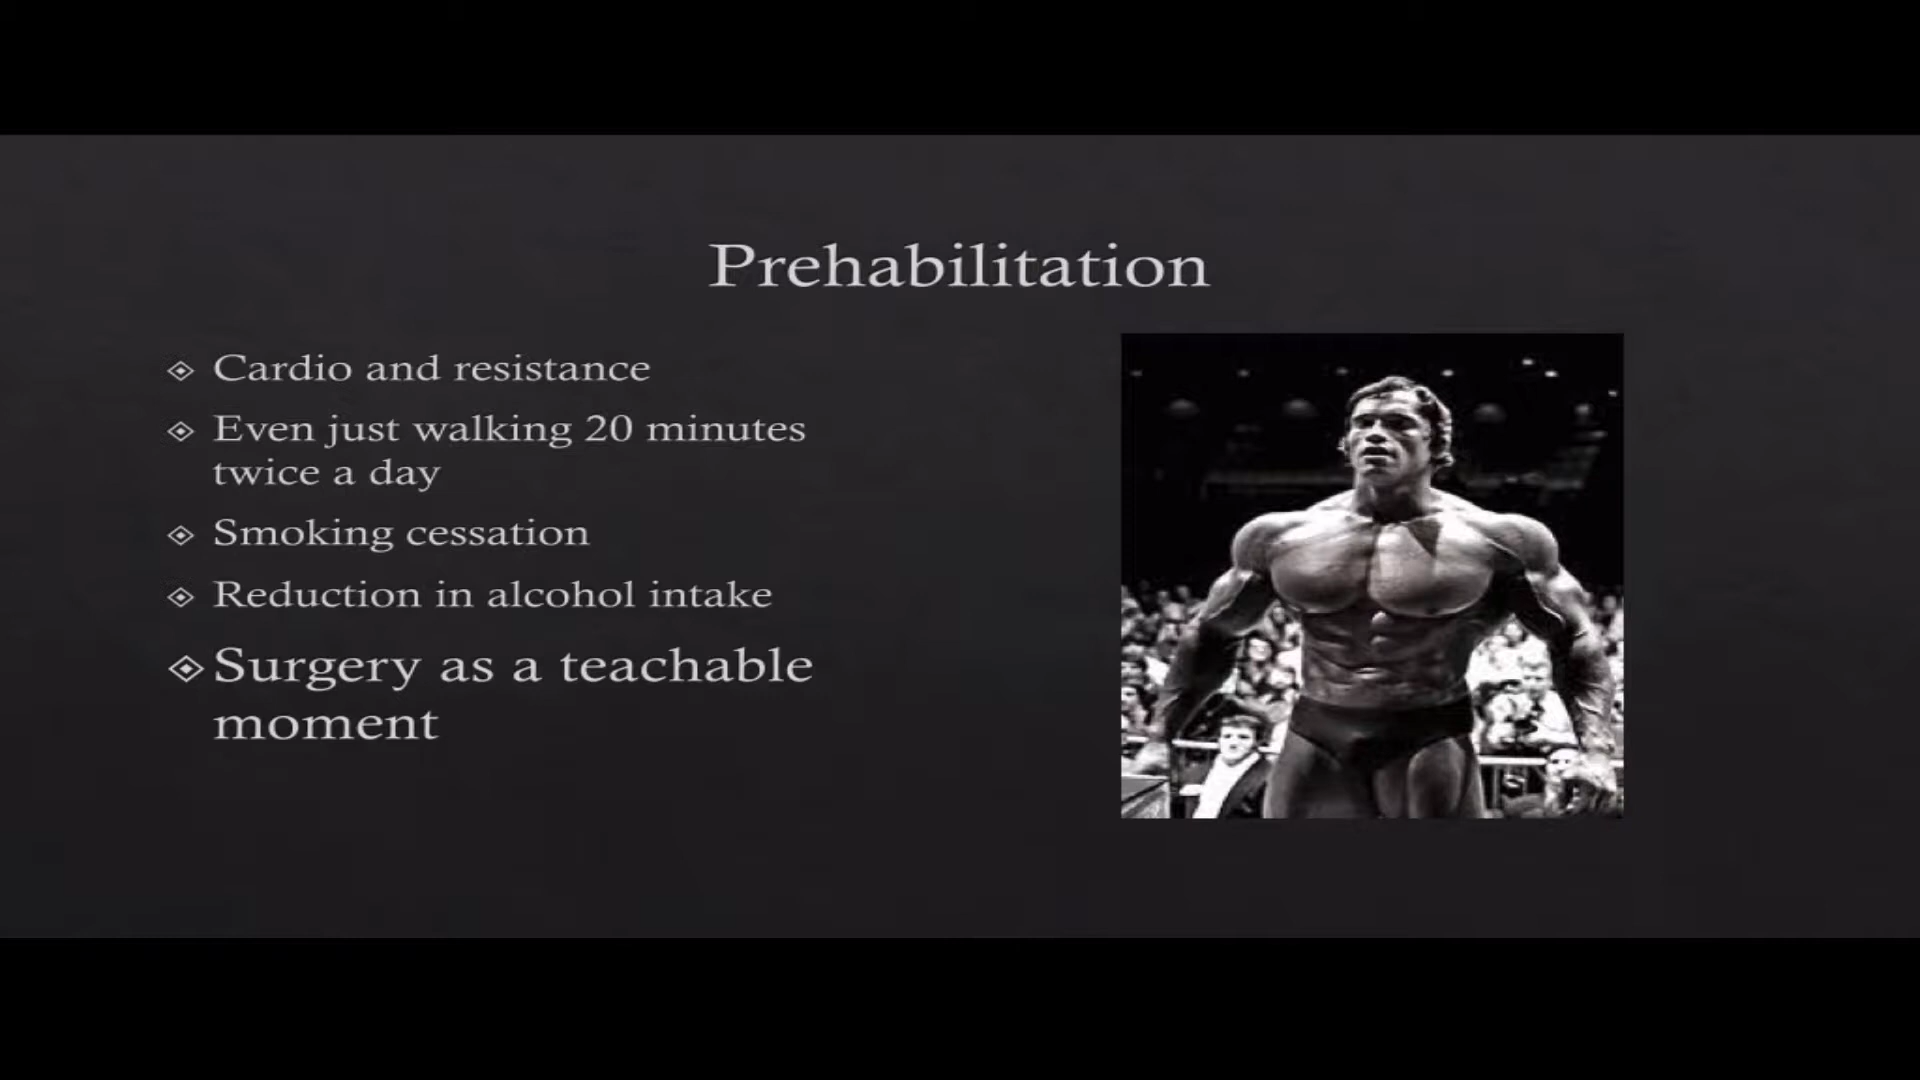 Prehabilitation
Cardio and resistance
Even just walking 20 minutes
twice a day
Smoking cessation
Reduction in alcohol intake
Surgery as a teachable
moment